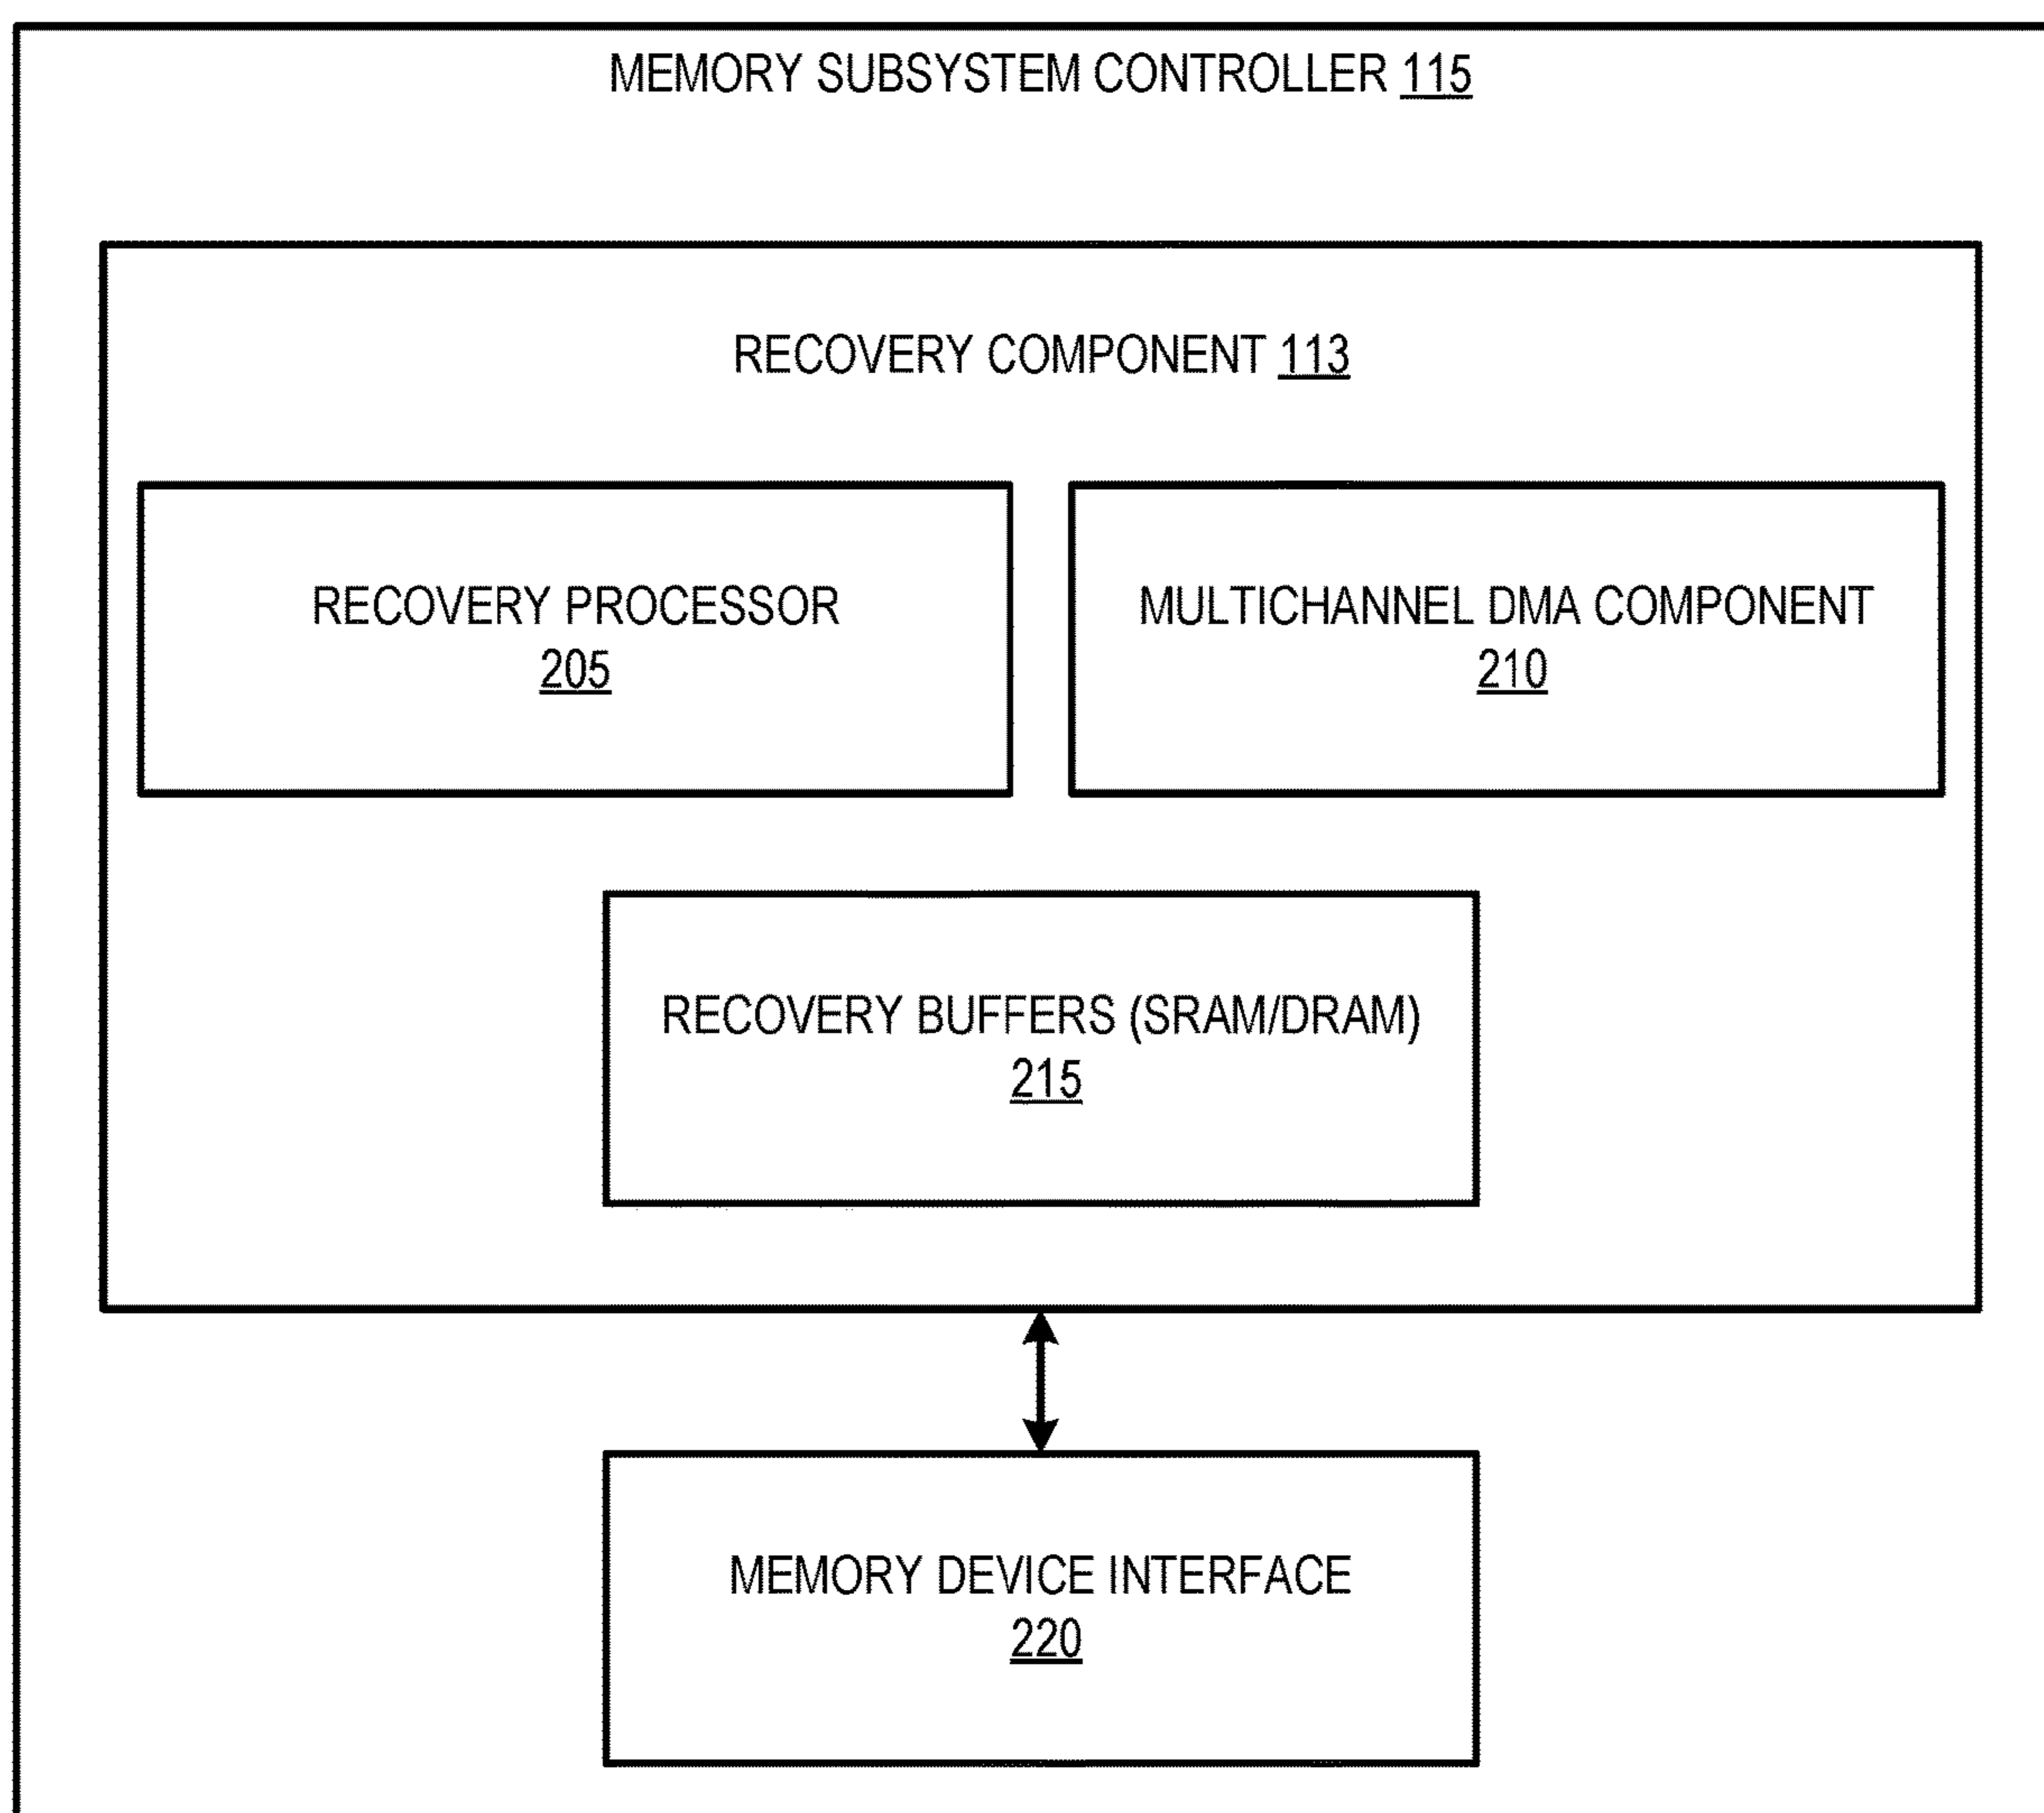 MEMORY SUBSYSTEM CONTROLLER 115
RECOVERY COMPONENT 113
RECOVERY PROCESSOR
205
MULTICHANNEL DMA COMPONENT
210
RECOVERY BUFFERS (SRAM/DRAM)
215
MEMORY DEVICE INTERFACE
220